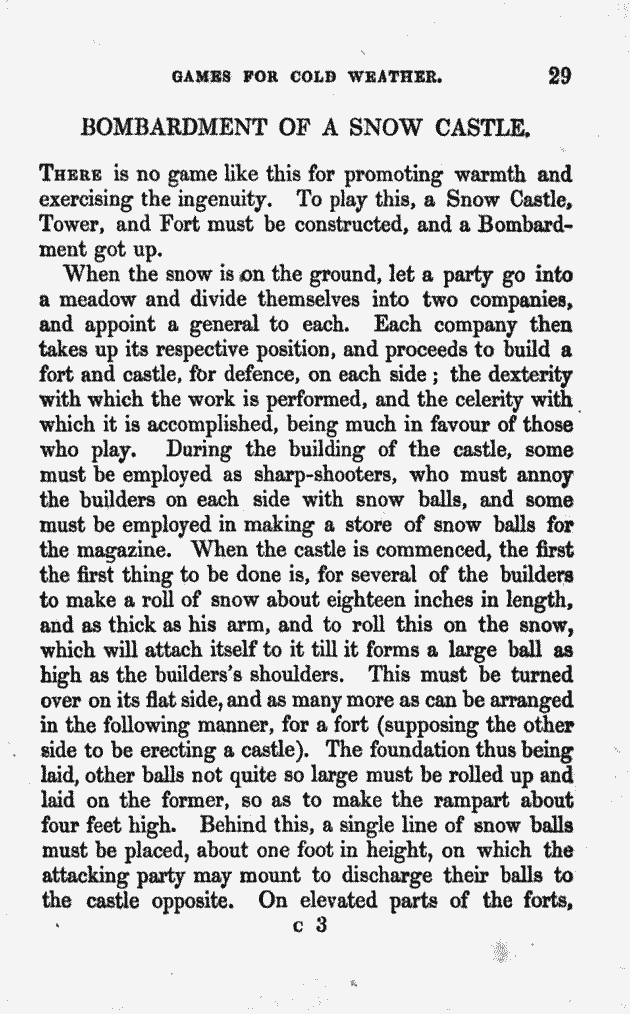 GAMES FOR COLD WEATHER. 29
BOMBARDMENT OF A SNOW CASTLE.
THERE is no game like this for promoting warmth and
exercising the ingenuity. To play this, a Snow Castle,
Tower, and Fort must be constructed, and a Bombard-
ment got up.
When the snow is on the ground, let a party go into
a meadow and divide themselves into two companies,
and appoint a general to each. Each company then
takes up its respective position, and proceeds to build a
fort and castle, for defence, on each side ; the dexterity
with which the work is performed, and the celerity with
which it is accomplished, being much in favour of those
who play. During the building of the castle, some
must be employed as sharp-shooters, who must annoy
the builders on each side with snow balls, and some
must be employed in making a store of snow balls for
the magazine. When the castle is commenced, the first
the first thing to be done is, for several of the builders
to make a roll of snow about eighteen inches in length,
and as thick as his arm, and to roll this on the snow,
which will attach itself to it till it forms a large ball as
high as the builders's shoulders. This must be turned
over on its flat side, and as many more as can be arranged
in the following manner, for a fort (supposing the other
side to be erecting a castle). The foundation thus being
laid, other balls not quite so large must be rolled up and
laid on the former, so as to make the rampart about
four feet high. Behind this, a single line of snow balls
must be placed, about one foot in height, on which the
attacking party may mount to discharge their balls to
the castle opposite. On elevated parts of the forts,
C 3